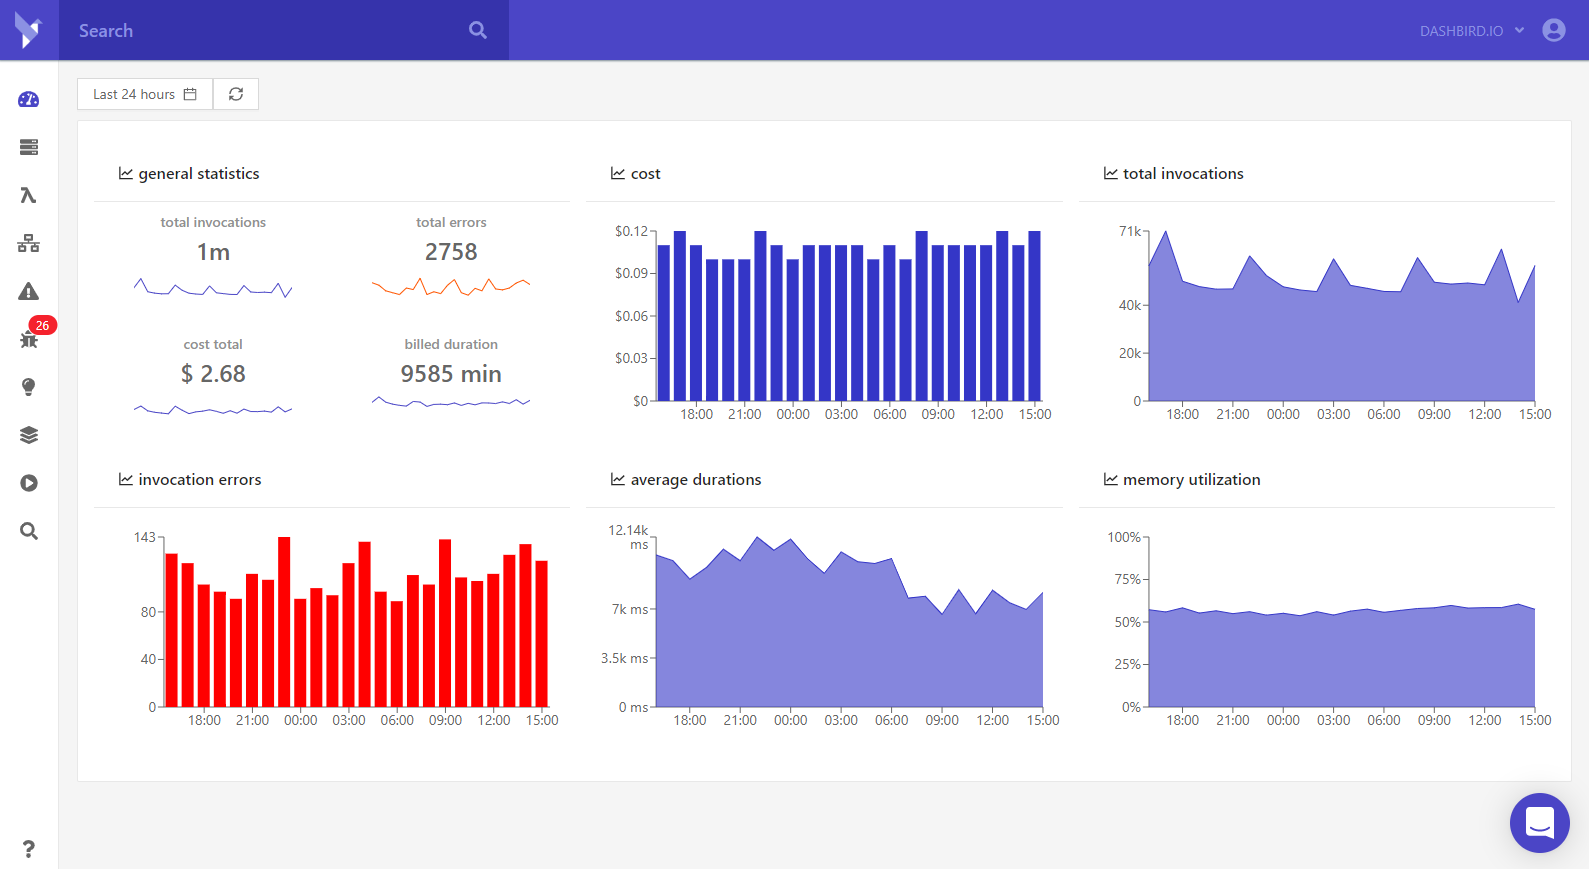 Search
DASHBIRD.IO
Last 24 hours
general statistics
total invocations
1m
total errors
2758
cost total
$ 2.68
billed duration
9585 min
cost
$0.12
$0.09
$0.06
$0.03
$0
18:00 21:00 00:00 03:00 06:00 09:00 12:00 15:00
total invocations
71k
40k
20k
0
18:00 21:00 00:00 03:00 06:00 09:00 12:00 15:00
26
invocation errors
143
80
40
0
18:00 21:00 00:00 03:00 06:00 09:00 12:00 15:00
average durations
12.14k
ms
7k ms
3.5k ms
0 ms
18:00 21:00 00:00 03:00 06:00 09:00 12:00 15:00
memory utilization
100%
75%
50%
25%
0%
18:00 21:00 00:00 03:00 06:00 09:00 12:00 15:00
?